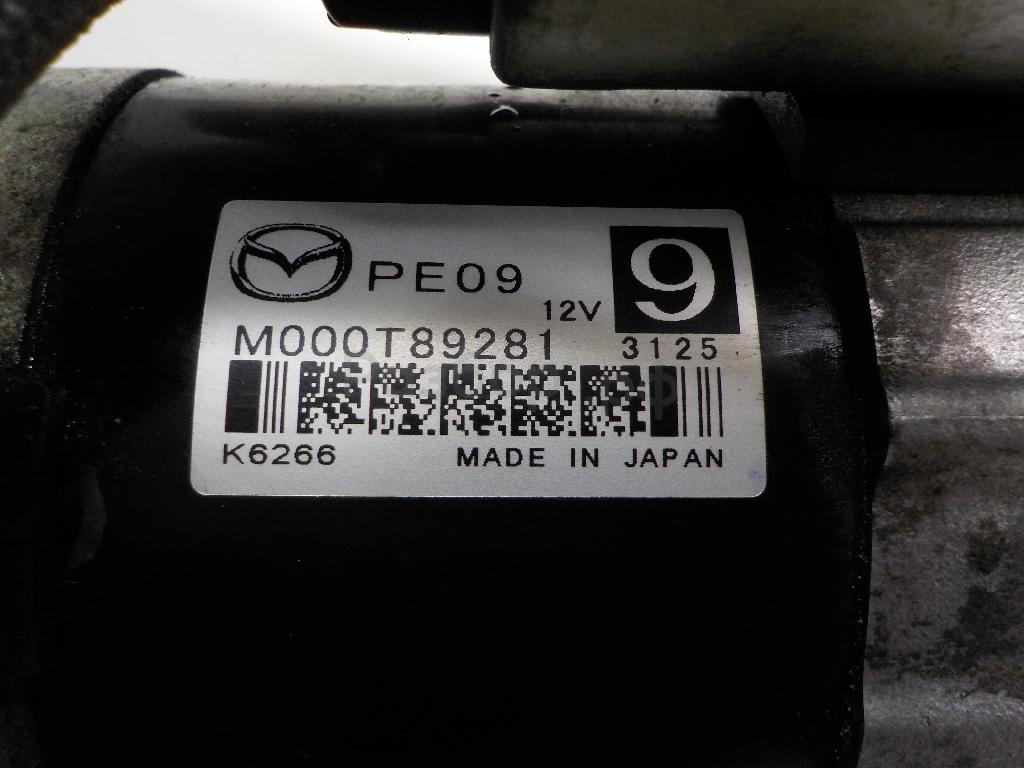 PE09
9
12V
M000T89281
3125
K6266
MADE IN JAPAN